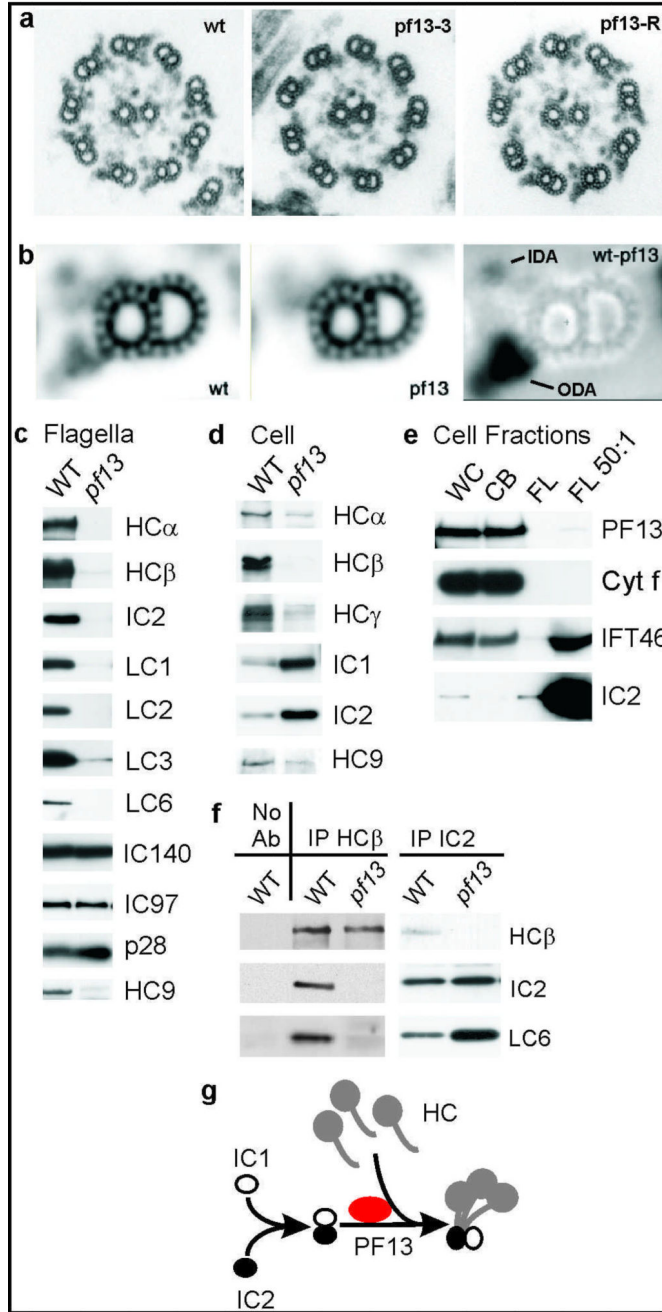 a
wt
pf13-3
pf13-R
b
wt
pf13
wt-pf13
IDA
ODA
c Flagella
WT pf13
HCα
HCβ
IC2
LC1
LC2
LC3
LC6
IC140
IC97
p28
HC9
d Cell
WT pf13
HCα
HCβ
HCγ
IC1
IC2
HC9
e Cell Fractions
WC CB FL FL 50:1
PF13
Cyt f
IFT46
IC2
f
No
Ab IP HCβ IP IC2
WT WT pf13 WT pf13
HCβ
IC2
LC6
g
HC
IC1
PF13
IC2